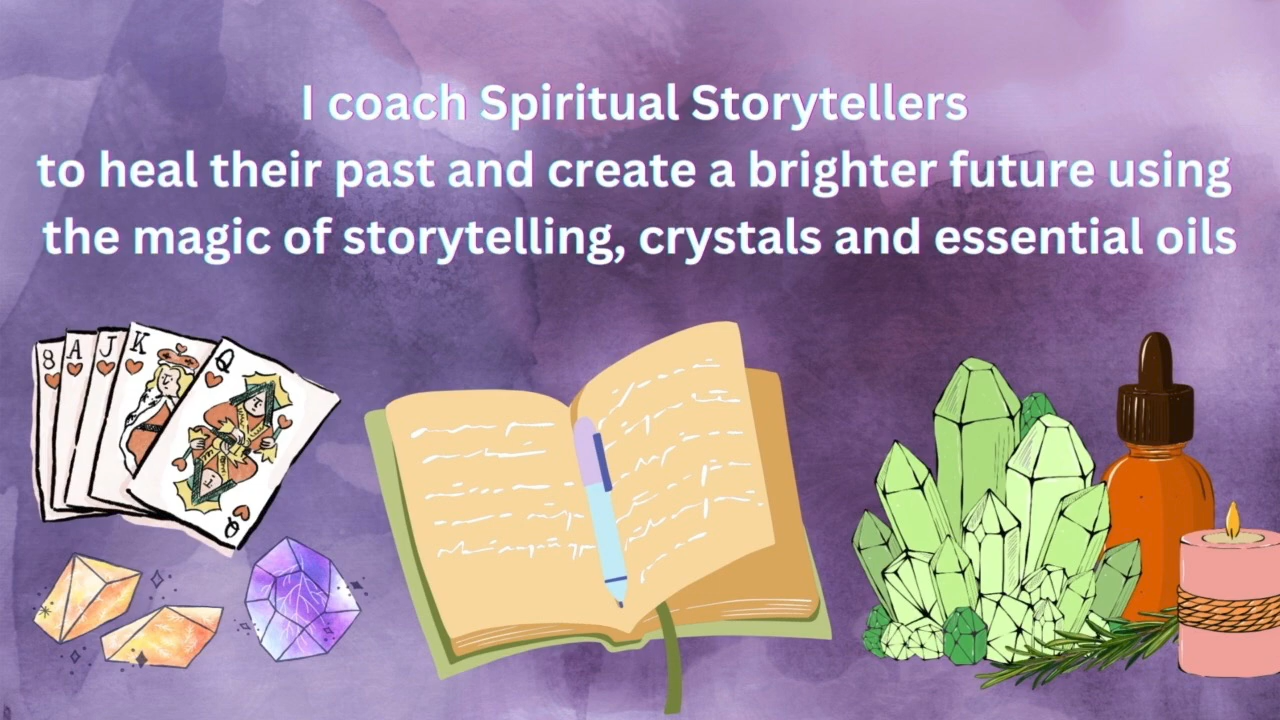 I coach Spiritual Storytellers
to heal their past and create a brighter future using
the magic of storytelling, crystals and essential oils
8 A J K Q
Q